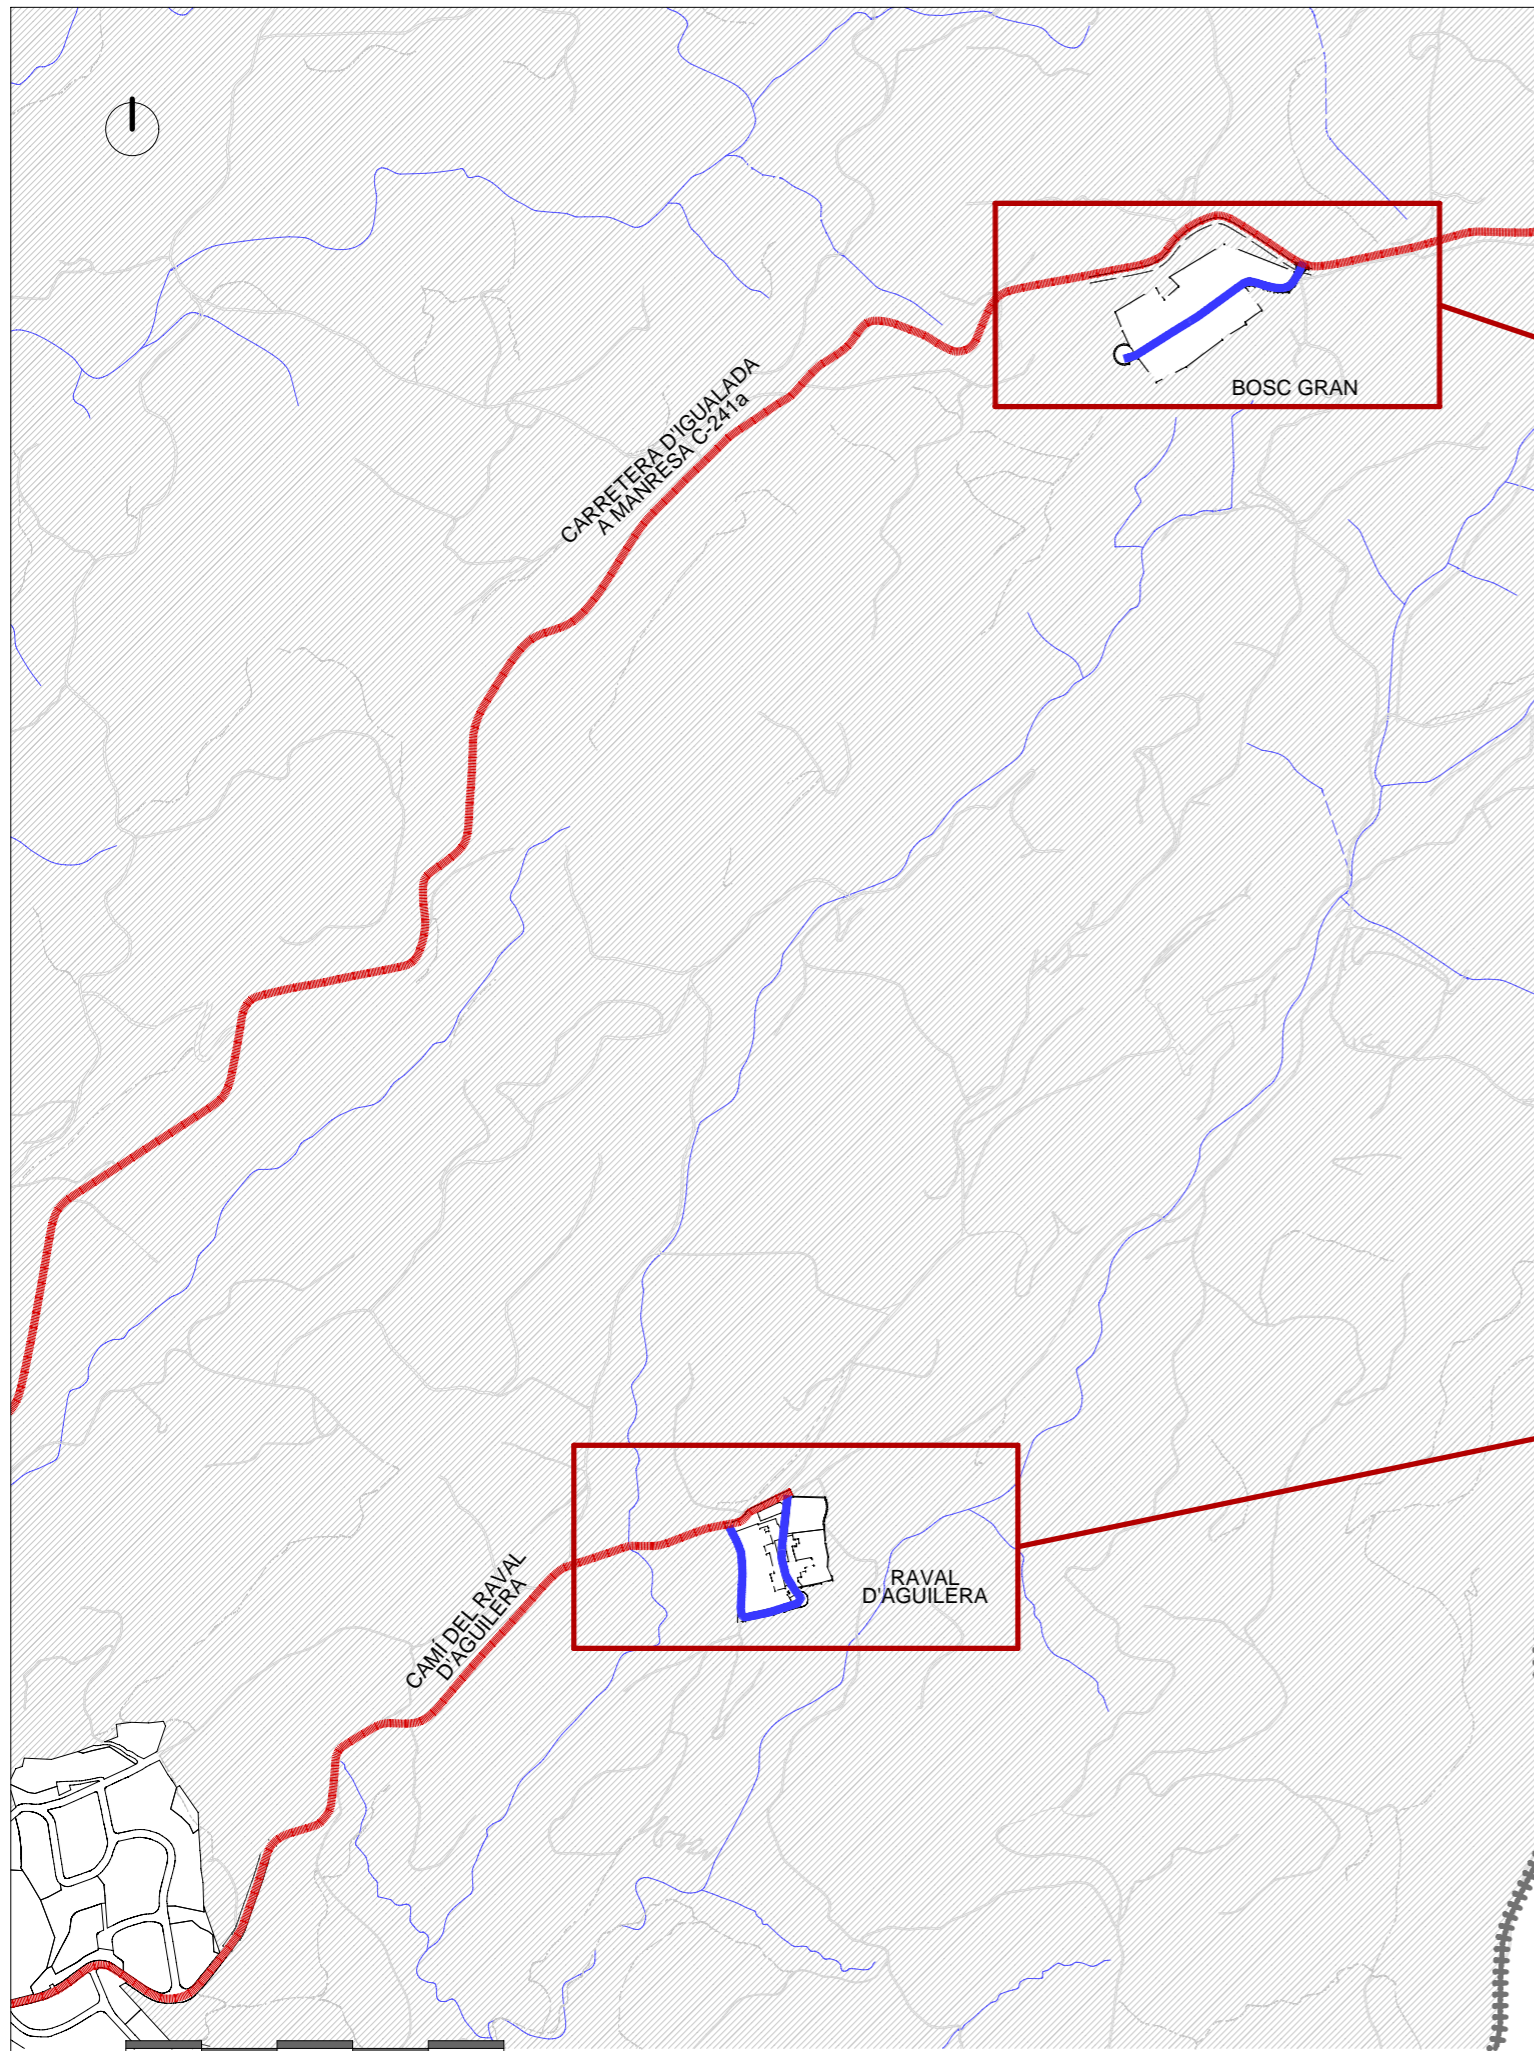 BOSC GRAN
CARRETERA D'IGUALADA
A MANRESA C-241a
CAMÍ DEL RAVAL
D'AGUILERA
RAVAL
D'AGUILERA